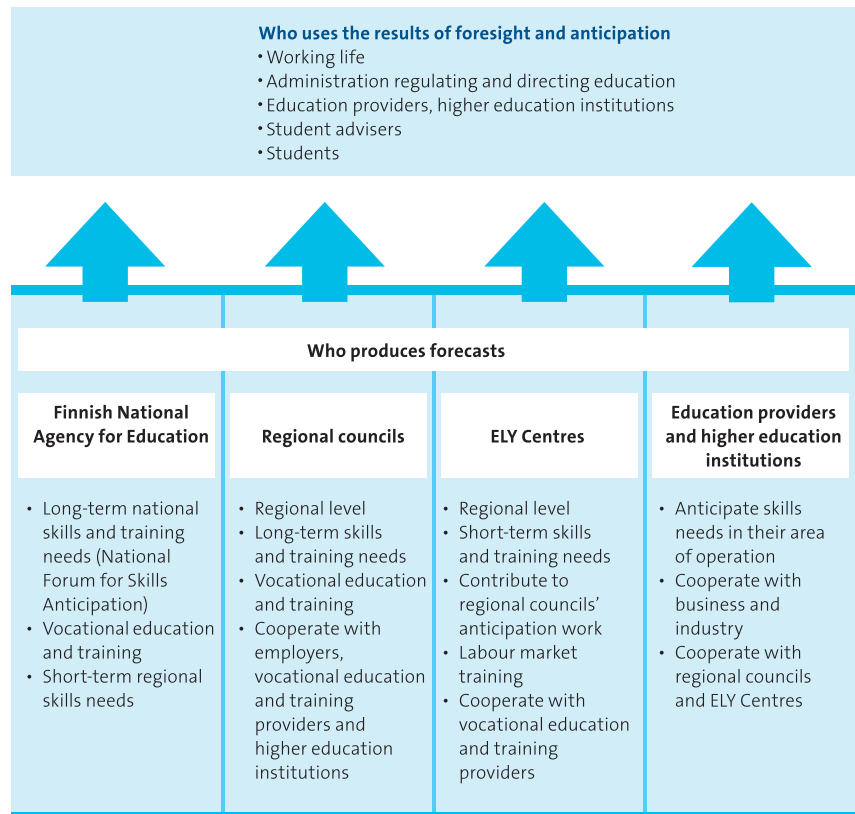 Who uses the results of foresight and anticipation
• Working life
• Administration regulating and directing education
• Education providers, higher education institutions
• Student advisers
• Students
Who produces forecasts
Finnish National
Agency for Education
• Long-term national
skills and training
needs (National
Forum for Skills
Anticipation)
• Vocational education
and training
• Short-term regional
skills needs
Regional councils
• Regional level
• Long-term skills
and training needs
• Vocational education
and training
• Cooperate with
employers,
vocational education
and training
providers and
higher education
institutions
ELY Centres
• Regional level
• Short-term skills
and training needs
• Contribute to
regional councils’
anticipation work
• Labour market
training
• Cooperate with
vocational education
and training
providers
Education providers
and higher education
institutions
• Anticipate skills
needs in their area
of operation
• Cooperate with
business and
industry
• Cooperate with
regional councils
and ELY Centres